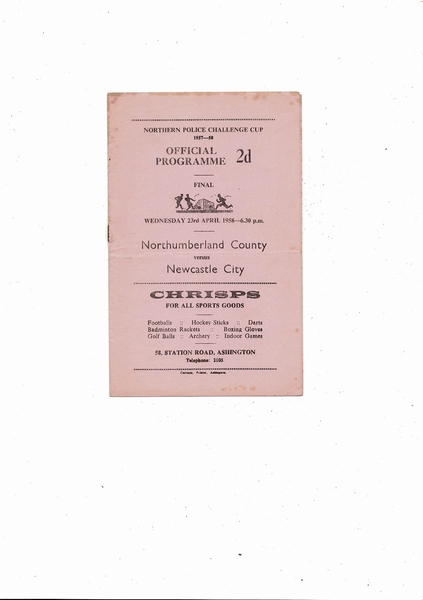 NORTHERN POLICE CHALLENGE CUP
1957—58
OFFICIAL
PROGRAMME 2d
FINAL
WEDNESDAY 23rd APRIL 1958—6.30 p.m.
Northumberland County
versus
Newcastle City
CHRISPS
FOR ALL SPORTS GOODS
Footballs :: Hockey Sticks :: Darts
Badminton Rackets :: Boxing Gloves
Golf Balls :: Archery :: Indoor Games
58, STATION ROAD, ASHINGTON
Telephone:
Printer, Ashington.